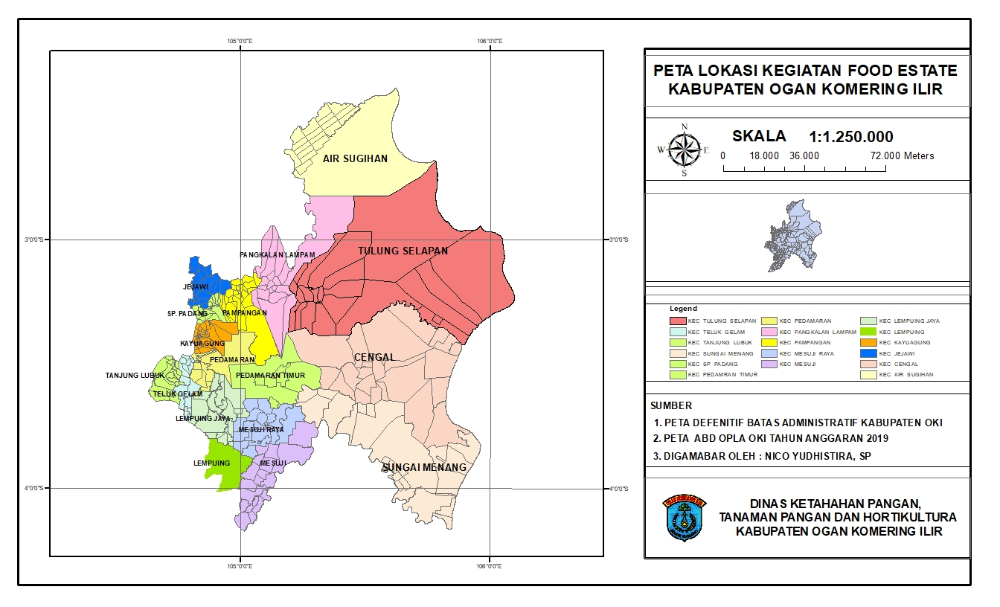 105°0'0"E
106°0'0"E
PETA LOKASI KEGIATAN FOOD ESTATE
KABUPATEN OGAN KOMERING ILIR
N
W
E
S
SKALA 1:1.250.000
0 18.000 36.000 72.000 Meters
AIR SUGIHAN
3°0'0"S
3°0'0"S
TULUNG SELAPAN
PANGKALAN LAMPAM
JEJAWI
SP. PADANG
PAMPANGAN
KAYUAGUNG
PEDAMARAN
CENGAL
TANJUNG LUBUK
PEDAMARAN TIMUR
TELUK GELAM
LEMPUING JAYA
MESUJI RAYA
LEMPUING
MESUJI
SUNGAI MENANG
4°0'0"S
4°0'0"S
105°0'0"E
106°0'0"E
Legend
KEC TULUNG SELAPAN
KEC TELUK GELAM
KEC TANJUNG LUBUK
KEC SUNGAI MENANG
KEC SP PADANG
KEC PEDAMRAN TIMUR
KEC PEDAMARAN
KEC PANGKALAN LAMPAM
KEC PAMPANGAN
KEC MESUJI RAYA
KEC MESUJI
KEC LEMPUING JAYA
KEC LEMPUING
KEC KAYUAGUNG
KEC JEJAWI
KEC CENGAL
KEC AIR SUGIHAN
SUMBER
1. PETA DEFENITIF BATAS ADMINISTRATIF KABUPATEN OKI
2. PETA ABD OPLA OKI TAHUN ANGGARAN 2019
3. DIGAMABAR OLEH : NICO YUDHISTIRA, SP
DINAS KETAHAHAN PANGAN,
TANAMAN PANGAN DAN HORTIKULTURA
KABUPATEN OGAN KOMERING ILIR